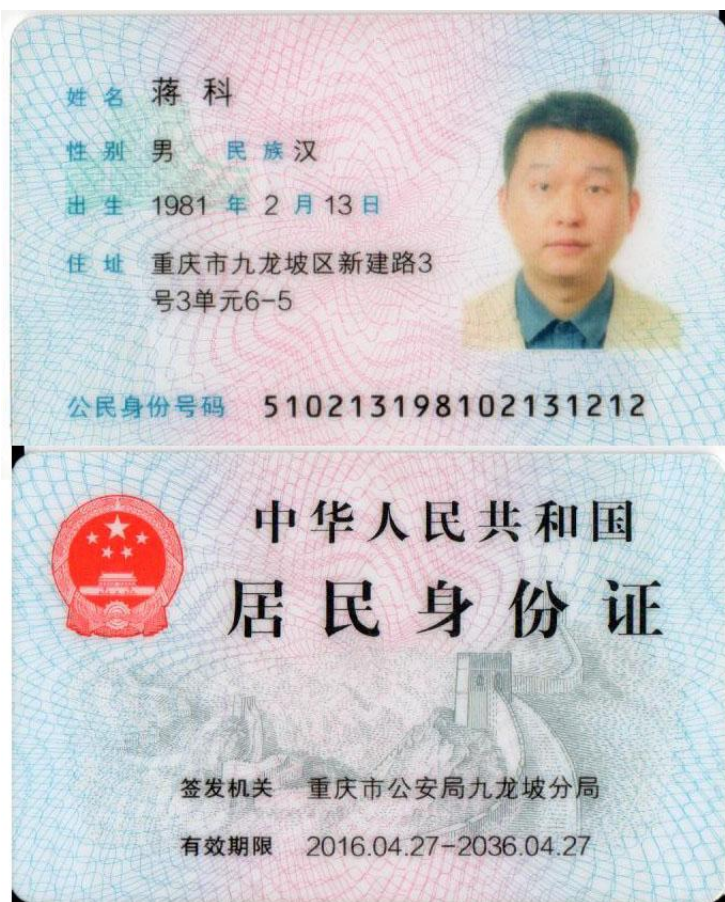 姓名 蒋科
性别 男 民族 汉
出生 1981 年 2 月 13 日
住址 重庆市九龙坡区新建路3
号3单元6-5
公民身份号码 510213198102131212
中华人民共和国
居民身份证
签发机关 重庆市公安局九龙坡分局
有效期限 2016.04.27-2036.04.27